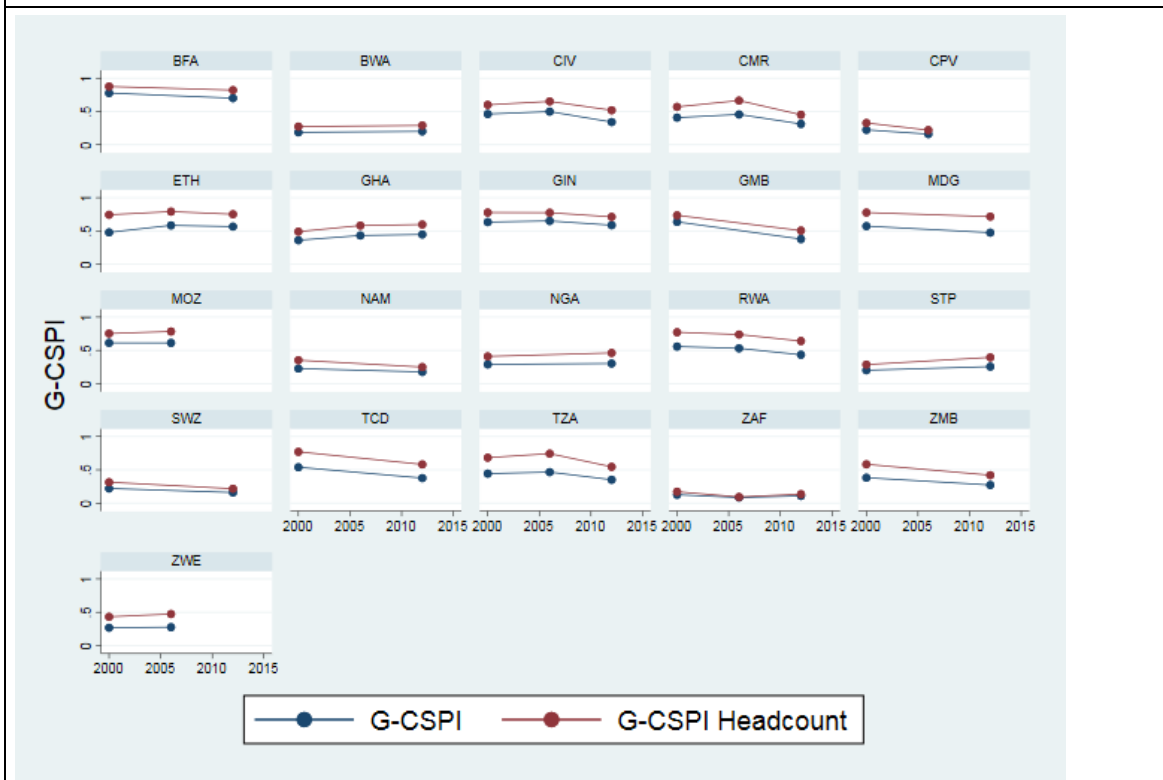 BFA BWA CIV CMR CPV
1
.5
0
ETH GHA GIN GMB MDG
1
.5
0
MOZ NAM NGA RWA STP
1
.5
0
SWZ TCD TZA ZAF ZMB
1
.5
0
2000 2005 2010 2015 2000 2005 2010 2015 2000 2005 2010 2015 2000 2005 2010 2015
ZWE
1
.5
0
2000 2005 2010 2015
G-CSPI
G-CSPI G-CSPI Headcount